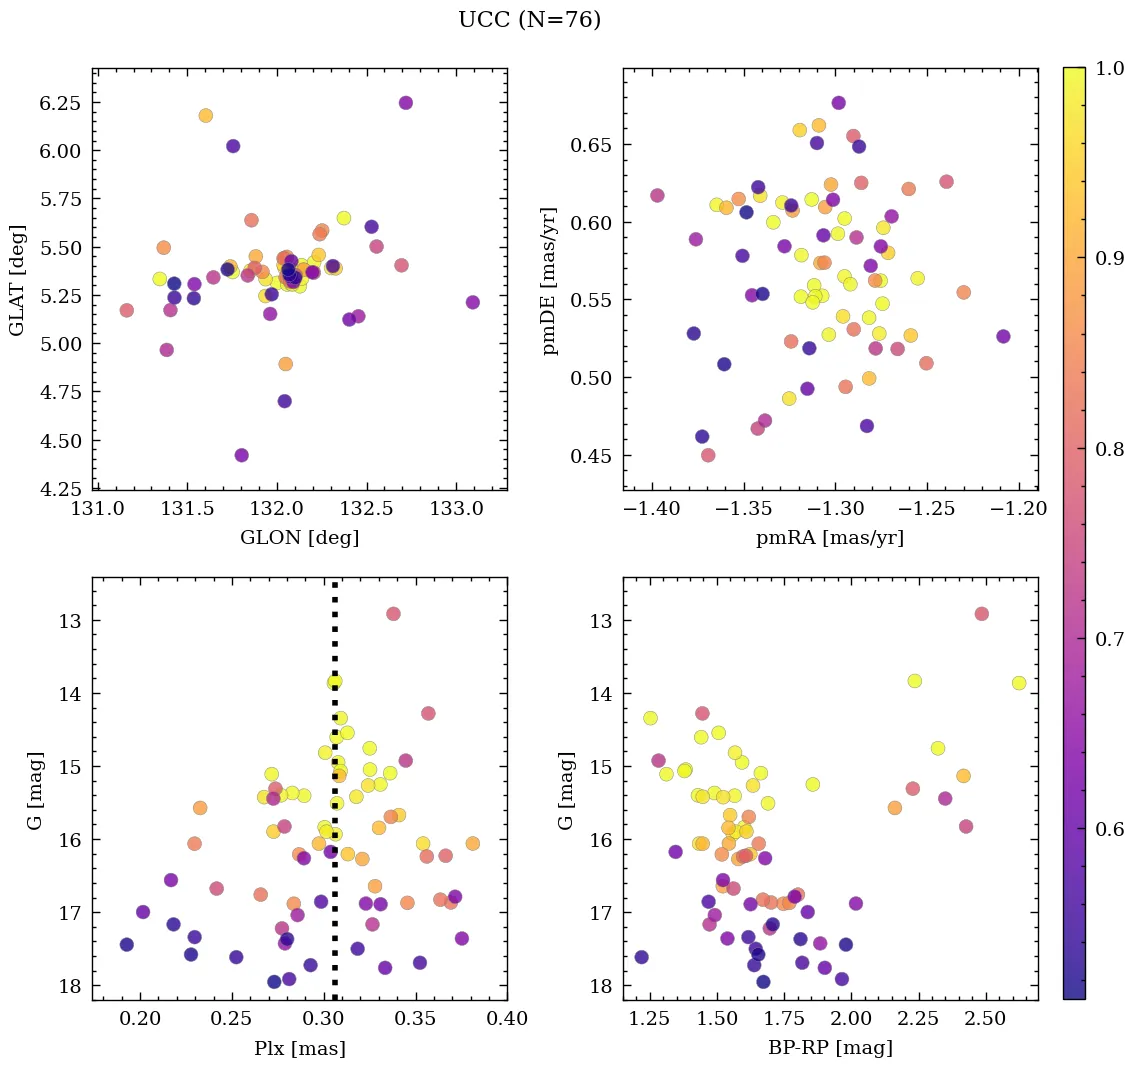 UCC (N=76)
6.25
6.00
5.75
5.50
5.25
5.00
4.75
4.50
4.25
GLAT [deg]
131.0 131.5 132.0 132.5 133.0
GLON [deg]
0.65
0.60
0.55
0.50
0.45
pmDE [mas/yr]
−1.40 −1.35 −1.30 −1.25 −1.20
pmRA [mas/yr]
13
14
15
16
17
18
G [mag]
0.20 0.25 0.30 0.35 0.40
Plx [mas]
13
14
15
16
17
18
G [mag]
1.25 1.50 1.75 2.00 2.25 2.50
BP-RP [mag]
1.0
0.9
0.8
0.7
0.6